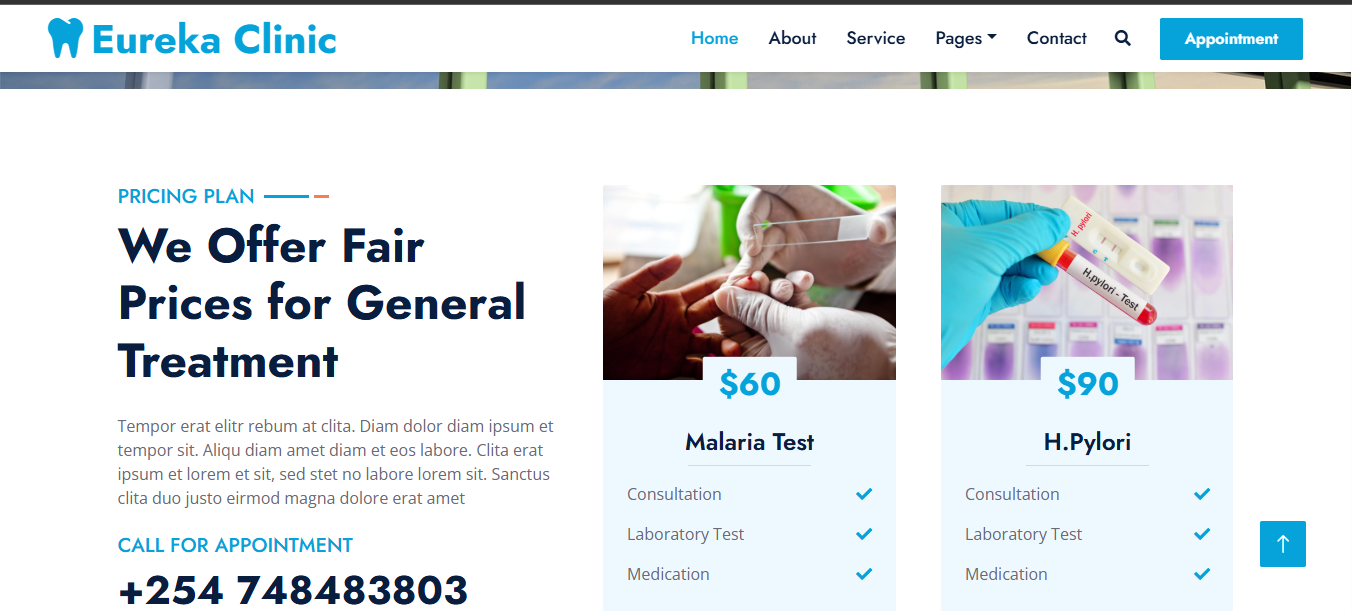 Eureka Clinic
Home About Service Pages Contact Appointment
PRICING PLAN
We Offer Fair
Prices for General
Treatment
Tempor erat elitr rebum at clita. Diam dolor diam ipsum et
tempor sit. Aliqu diam amet diam et eos labore. Clita erat
ipsum et lorem et sit, sed stet no labore lorem sit. Sanctus
clita duo justo eirmod magna dolore erat amet
CALL FOR APPOINTMENT
+254 748483803
$60
Malaria Test
Consultation
Laboratory Test
Medication
H. pylori
C T
H.pylori - Test
$90
H.Pylori
Consultation
Laboratory Test
Medication